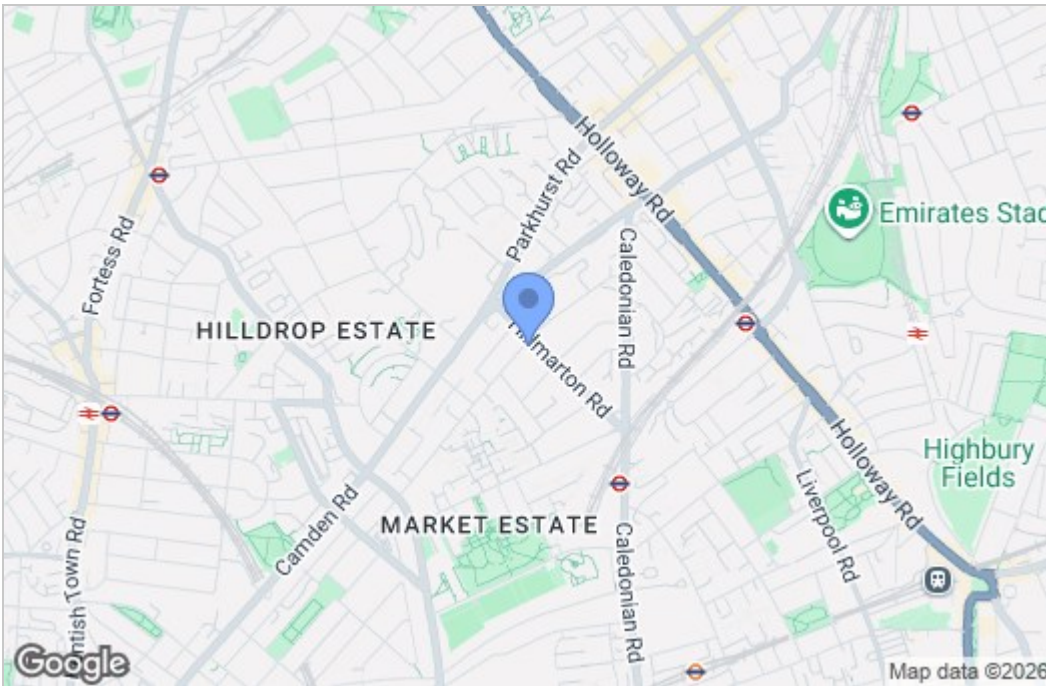 Holloway Rd
Parkhurst Rd
Emirates Stad
Fortess Rd
Caledonian Rd
HILLDROP ESTATE
Hillmarton Rd
Holloway Rd
Highbury
Fields
Liverpool Rd
MARKET ESTATE
Camden Rd
Caledonian Rd
ntish Town Rd
Google
Map data ©2026